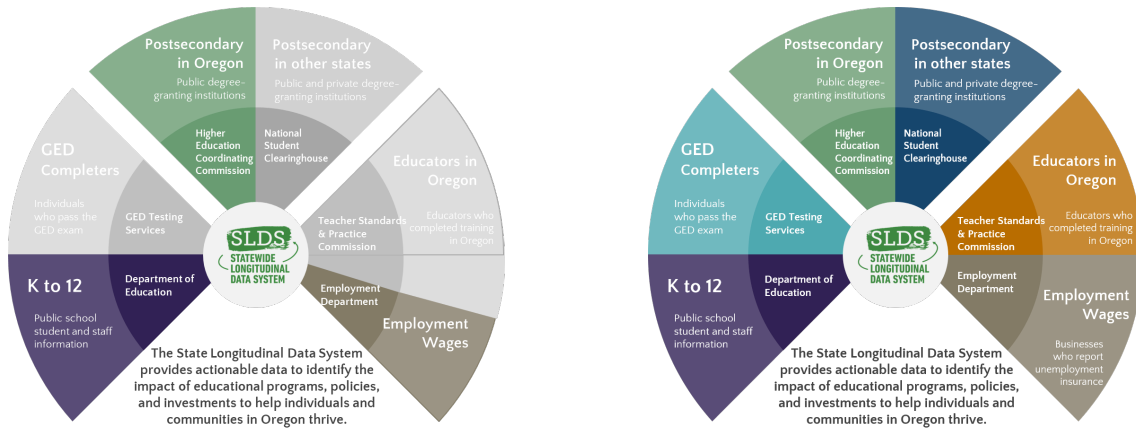 Postsecondary
in Oregon
Public degree-
granting institutions
Postsecondary
in other states
Public and private degree-
granting institutions
Higher
Education
Coordinating
Commission
National
Student
Clearinghouse
GED
Completers
Individuals
who pass the
GED exam
GED Testing
Services
Educators in
Oregon
Educators who
completed training
in Oregon
Teacher Standards
& Practice
Commission
SLDS
STATEWIDE
LONGITUDINAL
DATA SYSTEM
K to 12
Public school
student and staff
information
Department of
Education
Employment
Department
Employment
Wages
The State Longitudinal Data System
provides actionable data to identify the
impact of educational programs, policies,
and investments to help individuals and
communities in Oregon thrive.
Postsecondary
in Oregon
Public degree-
granting institutions
Postsecondary
in other states
Public and private degree-
granting institutions
Higher
Education
Coordinating
Commission
National
Student
Clearinghouse
GED
Completers
Individuals
who pass the
GED exam
GED Testing
Services
Educators in
Oregon
Educators who
completed training
in Oregon
Teacher Standards
& Practice
Commission
SLDS
STATEWIDE
LONGITUDINAL
DATA SYSTEM
K to 12
Public school
student and staff
information
Department of
Education
Employment
Department
Employment
Wages
Businesses
who report
unemployment
insurance
The State Longitudinal Data System
provides actionable data to identify the
impact of educational programs, policies,
and investments to help individuals and
communities in Oregon thrive.